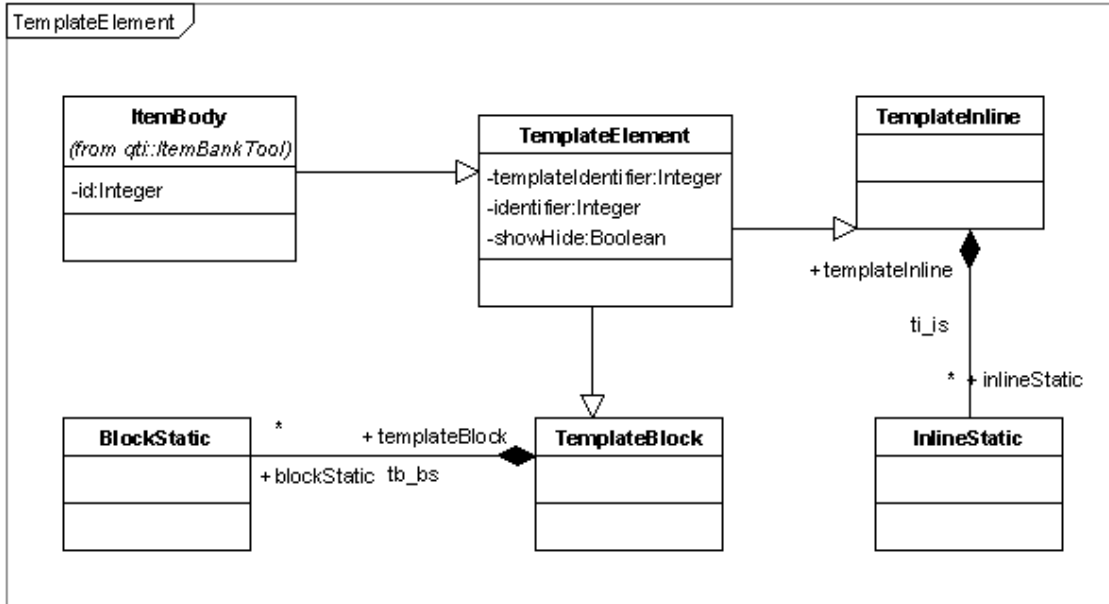 TemplateElement
ItemBody
(from qti::ItemBankTool)
-id:Integer
TemplateElement
-templateIdentifier:Integer
-identifier:Integer
-showHide:Boolean
TemplateInline
+templateInline
ti_is
* + inlineStatic
InlineStatic
BlockStatic
*
+templateBlock
+blockStatic tb_bs
TemplateBlock